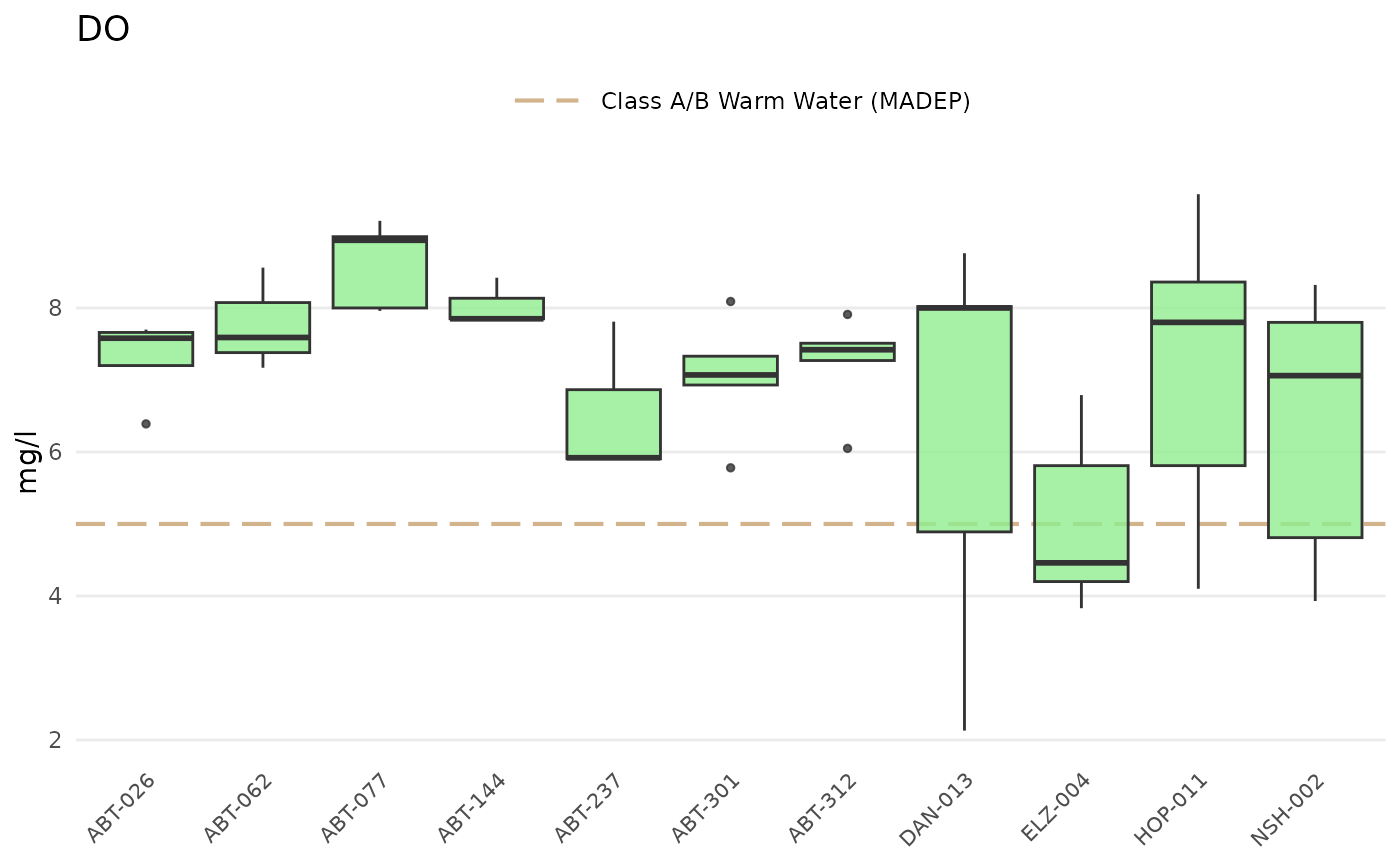 DO
Class A/B Warm Water (MADEP)
mg/l
8
6
4
2
ABT-026
ABT-062
ABT-077
ABT-144
ABT-237
ABT-301
ABT-312
DAN-013
ELZ-004
HOP-011
NSH-002